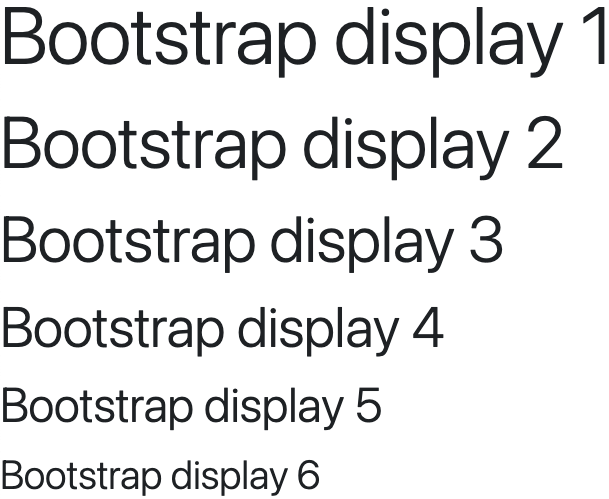 Bootstrap display 1
Bootstrap display 2
Bootstrap display 3
Bootstrap display 4
Bootstrap display 5
Bootstrap display 6